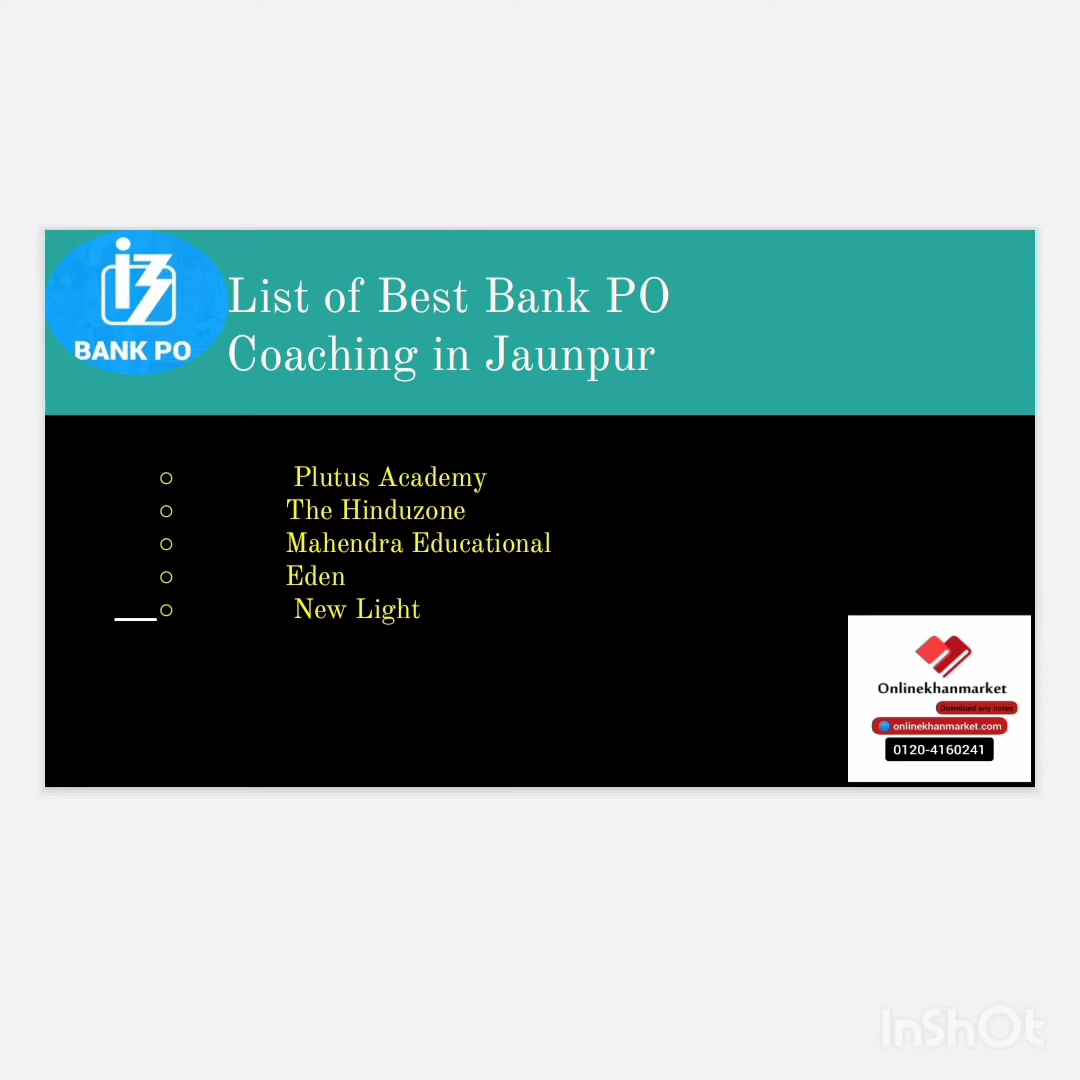 BANK PO
List of Best Bank PO
Coaching in Jaunpur
○ Plutus Academy
○ The Hinduzone
○ Mahendra Educational
○ Eden
○ New Light
Onlinekhanmarket
Download any notes
onlinekhanmarket.com
0120-4160241
InShOt